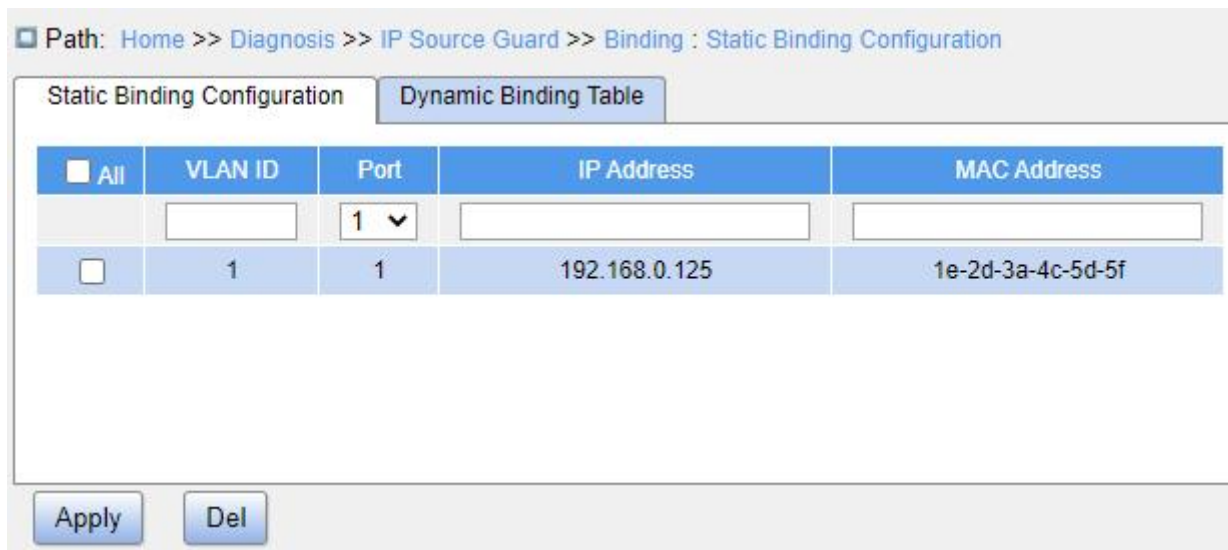 Path: Home >> Diagnosis >> IP Source Guard >> Binding : Static Binding Configuration
Static Binding Configuration Dynamic Binding Table
All VLAN ID Port IP Address MAC Address
1
1 1 192.168.0.125 1e-2d-3a-4c-5d-5f
Apply Del